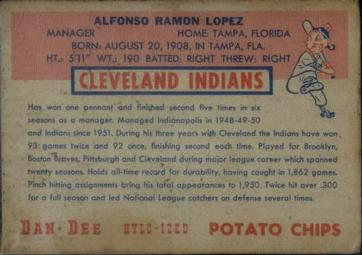 ALFONSO RAMON LOPEZ
MANAGER HOME: TAMPA, FLORIDA
BORN: AUGUST 20, 1908, IN TAMPA, FLA.
HT.: 5'11" WT.: 190 BATTED: RIGHT THREW: RIGHT
CLEVELAND INDIANS
Has won one pennant and finished second five times in six
seasons as a manager. Managed Indianapolis in 1948-49-50
and Indians since 1951. During his three years with Cleveland the Indians have won
93 games twice and 92 once, finishing second each time. Played for Brooklyn,
Boston Braves, Pittsburgh and Cleveland during major league career which spanned
twenty seasons. Holds all-time record for durability, having caught in 1,862 games.
Pinch hitting assignments bring his total appearances to 1,950. Twice hit over .300
for a full season and led National League catchers on defense several times.
DAN-DEE POTATO CHIPS